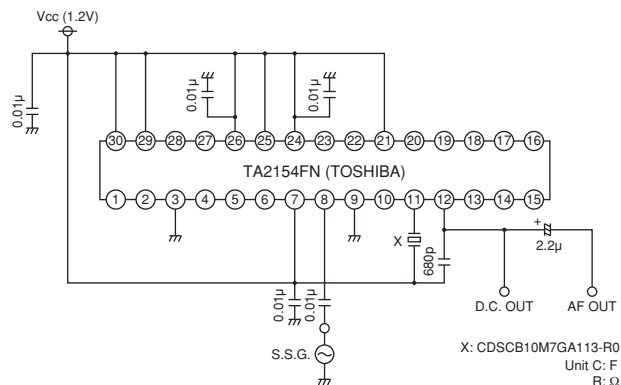 Vcc (1.2V)
0.01μ
0.01μ
0.01μ
30 29 28 27 26 25 24 23 22 21 20 19 18 17 16
TA2154FN (TOSHIBA)
1 2 3 4 5 6 7 8 9 10 11 12 13 14 15
X
680p
+
2.2μ
0.01μ
0.01μ
D.C. OUT
AF OUT
S.S.G.
X: CDSCB10M7GA113-R0
Unit C: F
R: Ω